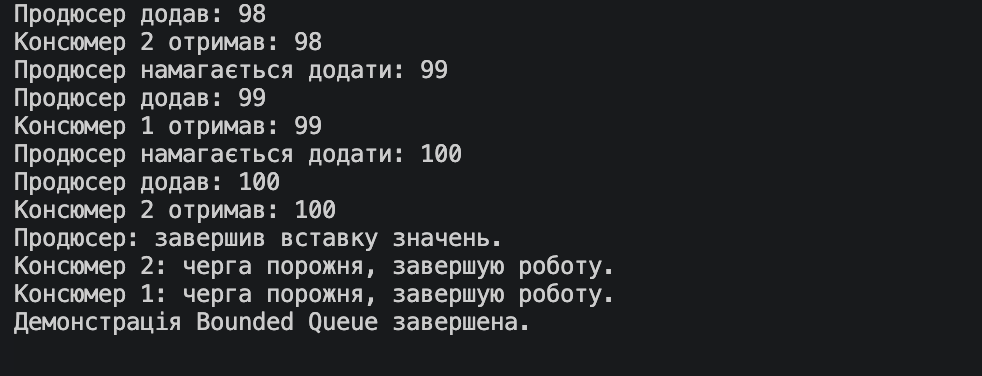 Продюсер додав: 98
Консюмер 2 отримав: 98
Продюсер намагається додати: 99
Продюсер додав: 99
Консюмер 1 отримав: 99
Продюсер намагається додати: 100
Продюсер додав: 100
Консюмер 2 отримав: 100
Продюсер: завершив вставку значень.
Консюмер 2: черга порожня, завершую роботу.
Консюмер 1: черга порожня, завершую роботу.
Демонстрація Bounded Queue завершена.